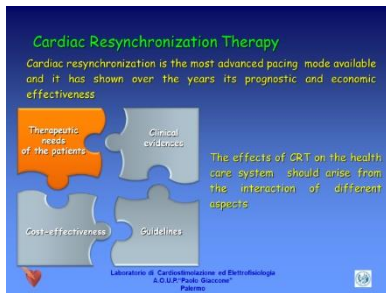 Cardiac Resynchronization Therapy
Cardiac resynchronization is the most advanced pacing mode available
and it has shown over the years its prognostic and economic
effectiveness
Therapeutic
needs
of the patients
Clinical
evidences
The effects of CRT on the health
care system should arise from
the interaction of different
aspects
Cost-effectiveness
Guidelines
Laboratorio di Cardiostimolazione ed Elettrofisiologia
A.O.U.P."Paolo Giaccone"
Palermo